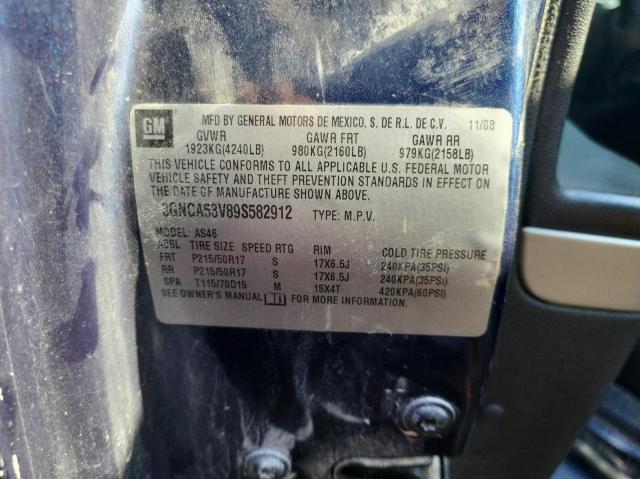 GM MFD BY GENERAL MOTORS DE MEXICO, S. DE R.L. DE C.V. 11/08
GVWR GAWR FRT GAWR RR
1923KG(4240LB) 980KG(2160LB) 979KG(2158LB)
THIS VEHICLE CONFORMS TO ALL APPLICABLE U.S. FEDERAL MOTOR
VEHICLE SAFETY AND THEFT PREVENTION STANDARDS IN EFFECT ON
THE DATE OF MANUFACTURE SHOWN ABOVE.
3GNCA53V89S582912 TYPE: M.P.V.
MODEL: AS46
AXSL TIRE SIZE SPEED RTG RIM COLD TIRE PRESSURE
FRT P215/50R17 S 17X6.5J 240KPA(35PSI)
RR P215/50R17 S 17X6.5J 240KPA(35PSI)
SPA T115/70D15 M 15X4T 420KPA(60PSI)
SEE OWNER'S MANUAL FOR MORE INFORMATION.